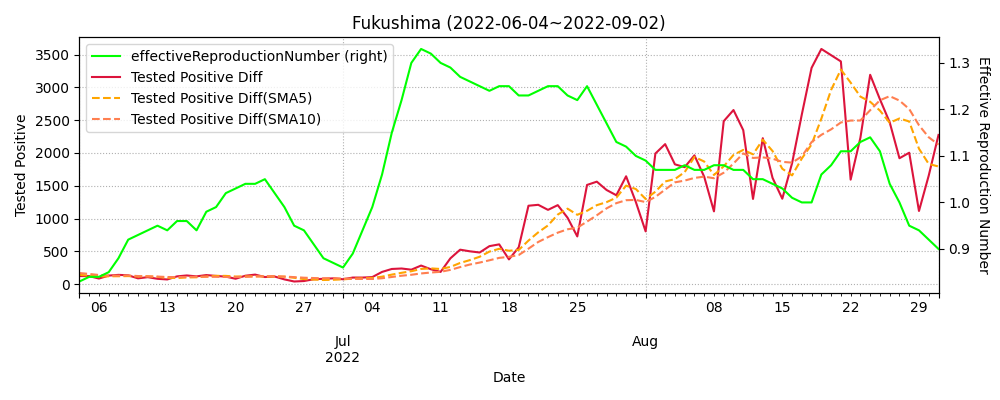 Fukushima (2022-06-04~2022-09-02)
effectiveReproductionNumber (right)
Tested Positive Diff
Tested Positive Diff(SMA5)
Tested Positive Diff(SMA10)
Tested Positive
3500
3000
2500
2000
1500
1000
500
0
Effective Reproduction Number
1.3
1.2
1.1
1.0
0.9
06 13 20 27 04 11 18 25 08 15 22 29
Jul Aug
2022
Date